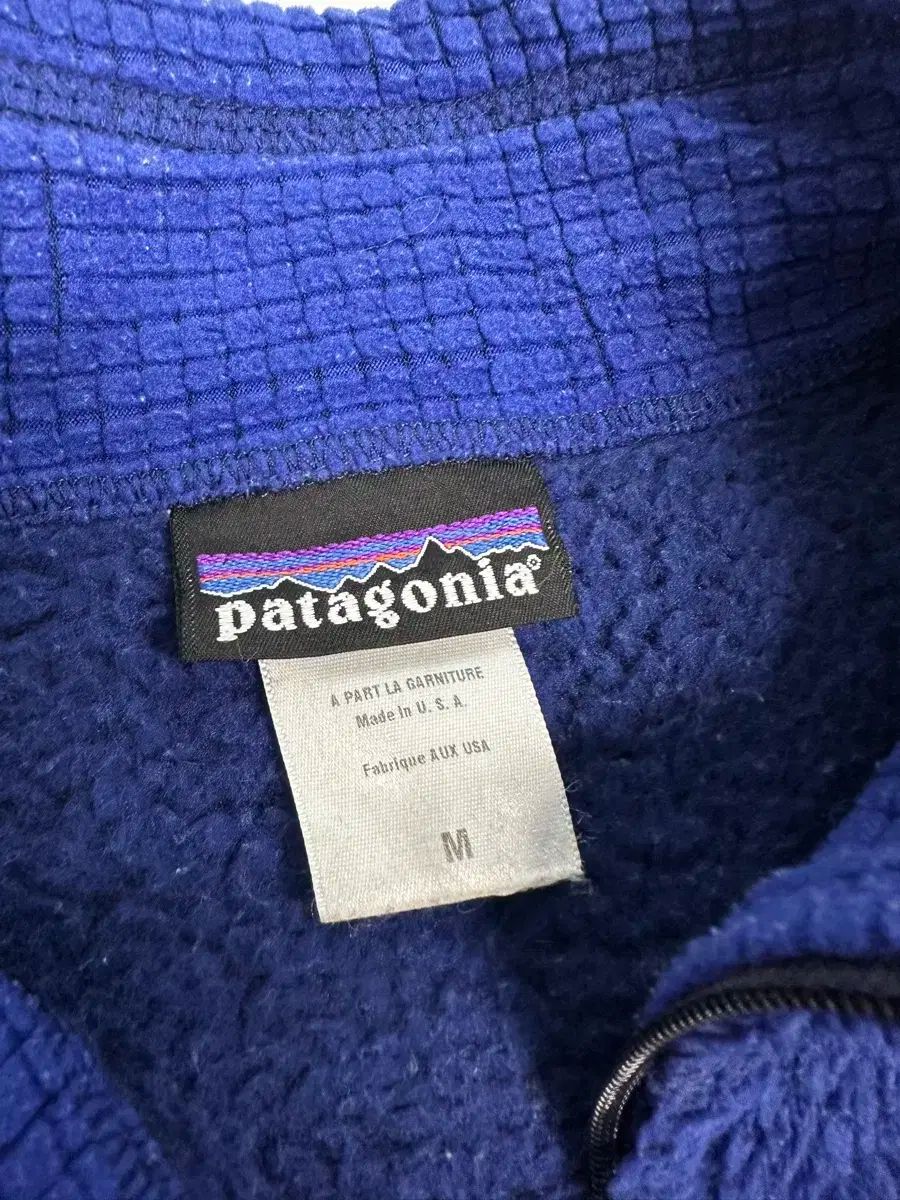 patagonia®
A PART LA GARNITURE
Made In U. S. A.
Fabrique AUX USA
M